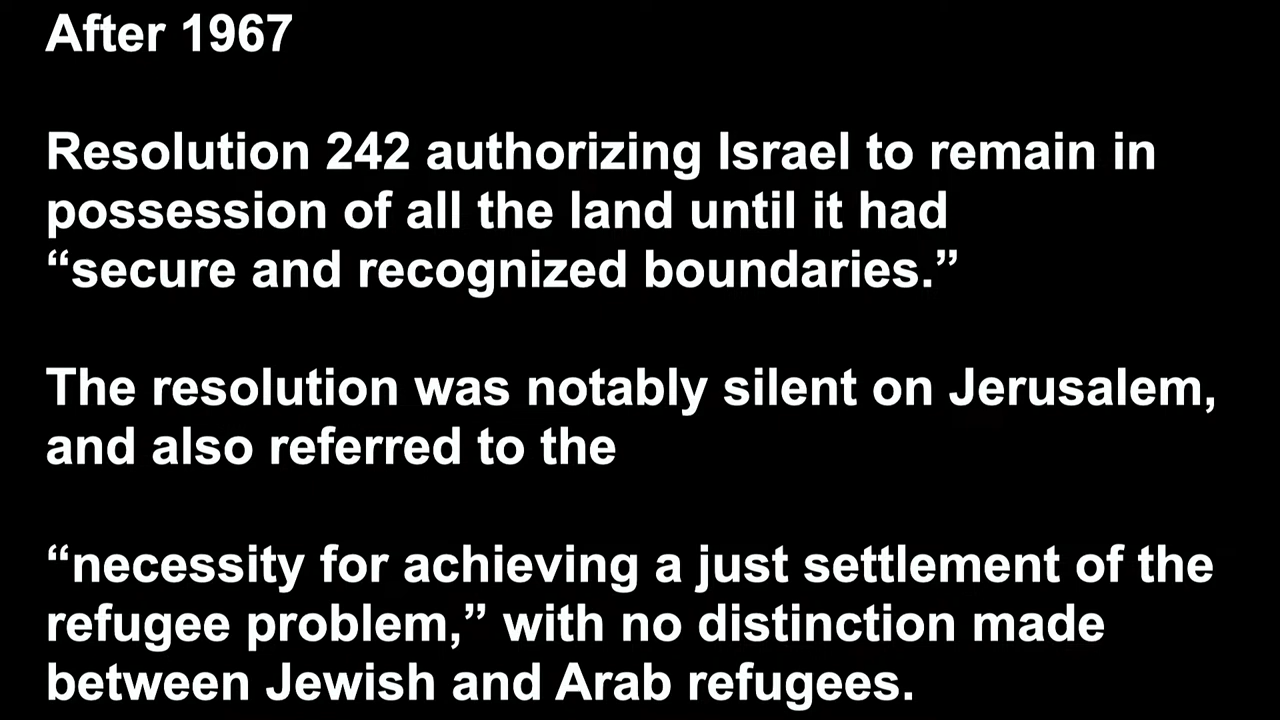 After 1967
Resolution 242 authorizing Israel to remain in
possession of all the land until it had
“secure and recognized boundaries.”
The resolution was notably silent on Jerusalem,
and also referred to the
“necessity for achieving a just settlement of the
refugee problem,” with no distinction made
between Jewish and Arab refugees.